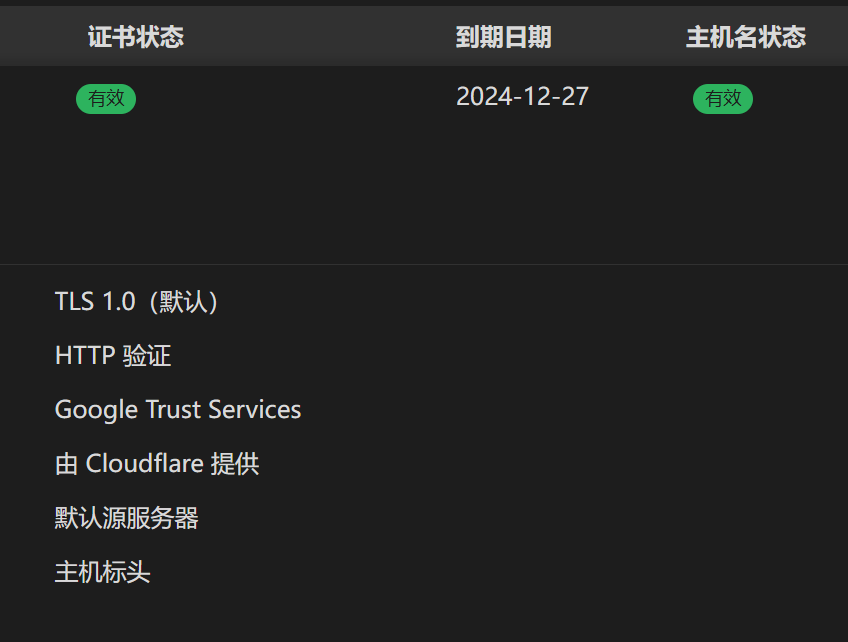 证书状态 到期日期 主机名状态
有效 2024-12-27 有效
TLS 1.0（默认）
HTTP 验证
Google Trust Services
由 Cloudflare 提供
默认源服务器
主机标头